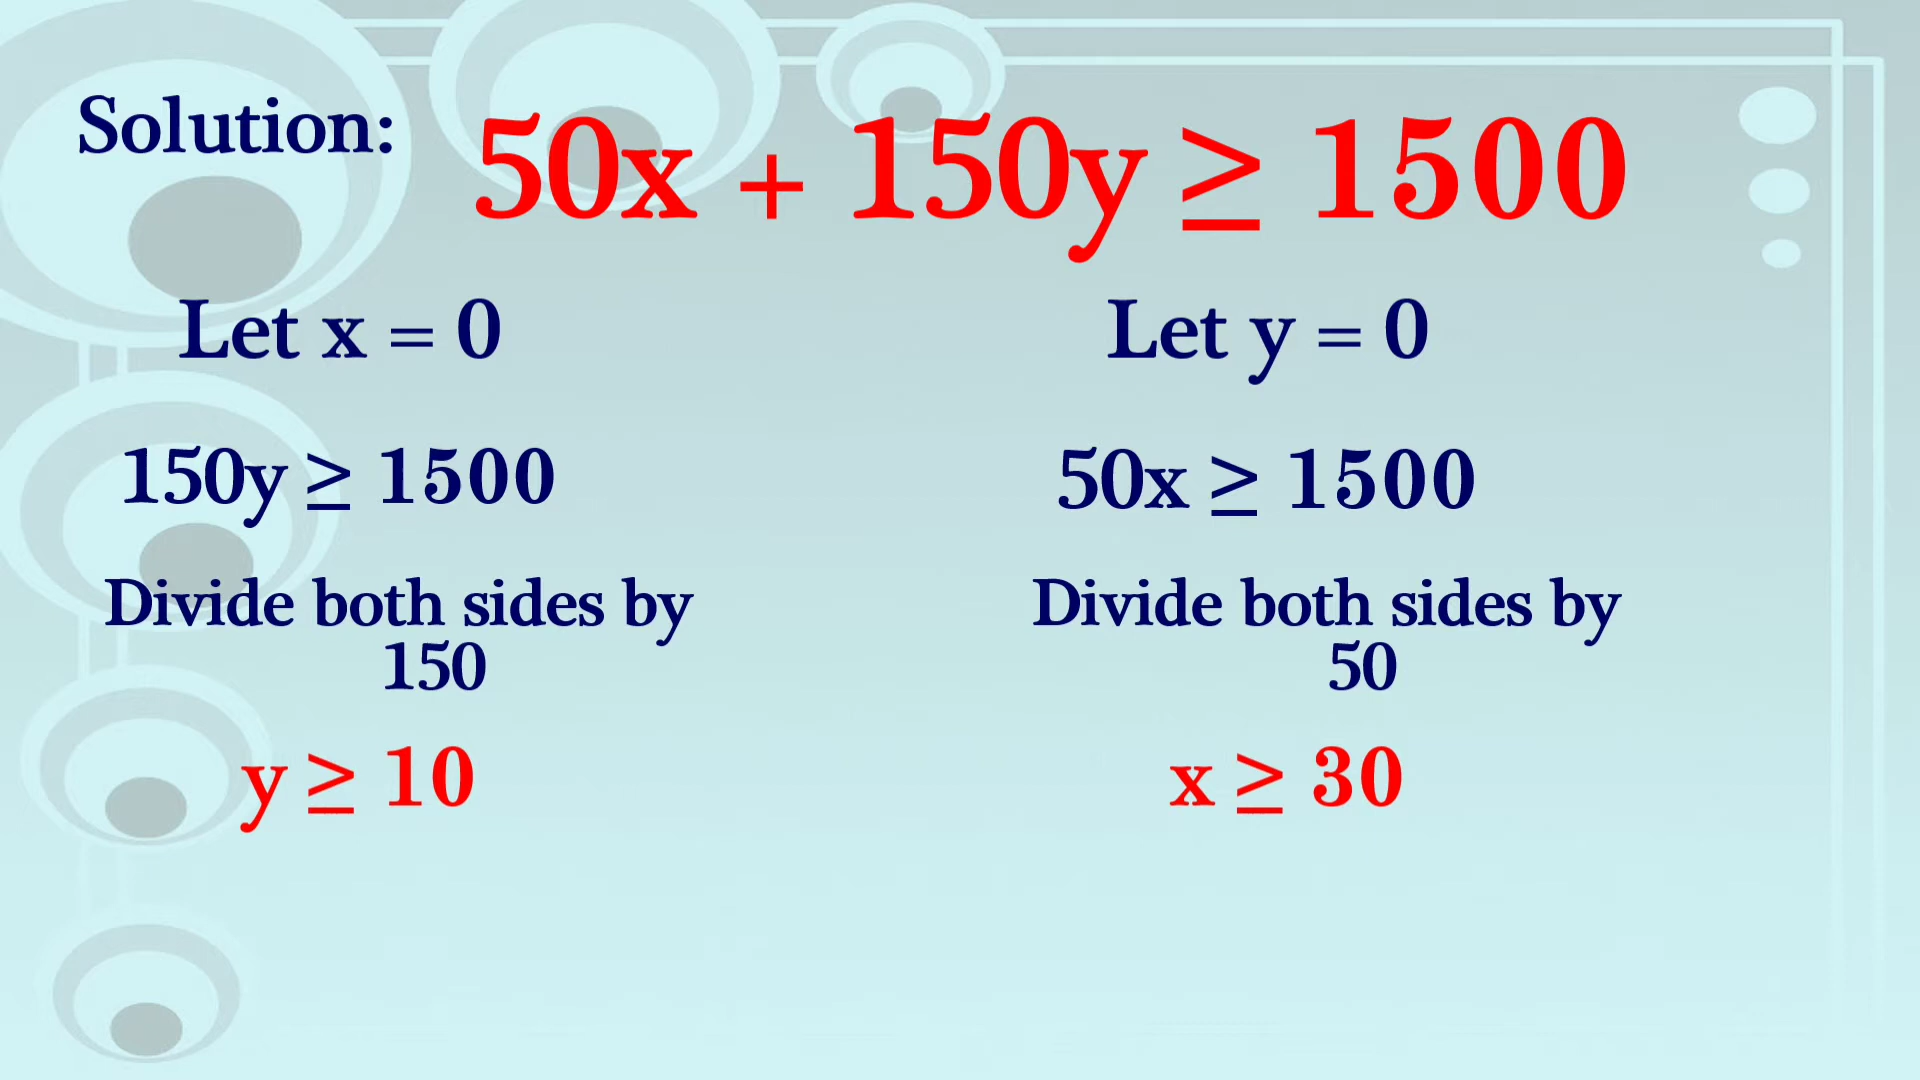 Solution:
50x + 150y ≥ 1500
Let x = 0
150y ≥ 1500
Divide both sides by
150
y ≥ 10
Let y = 0
50x ≥ 1500
Divide both sides by
50
x ≥ 30